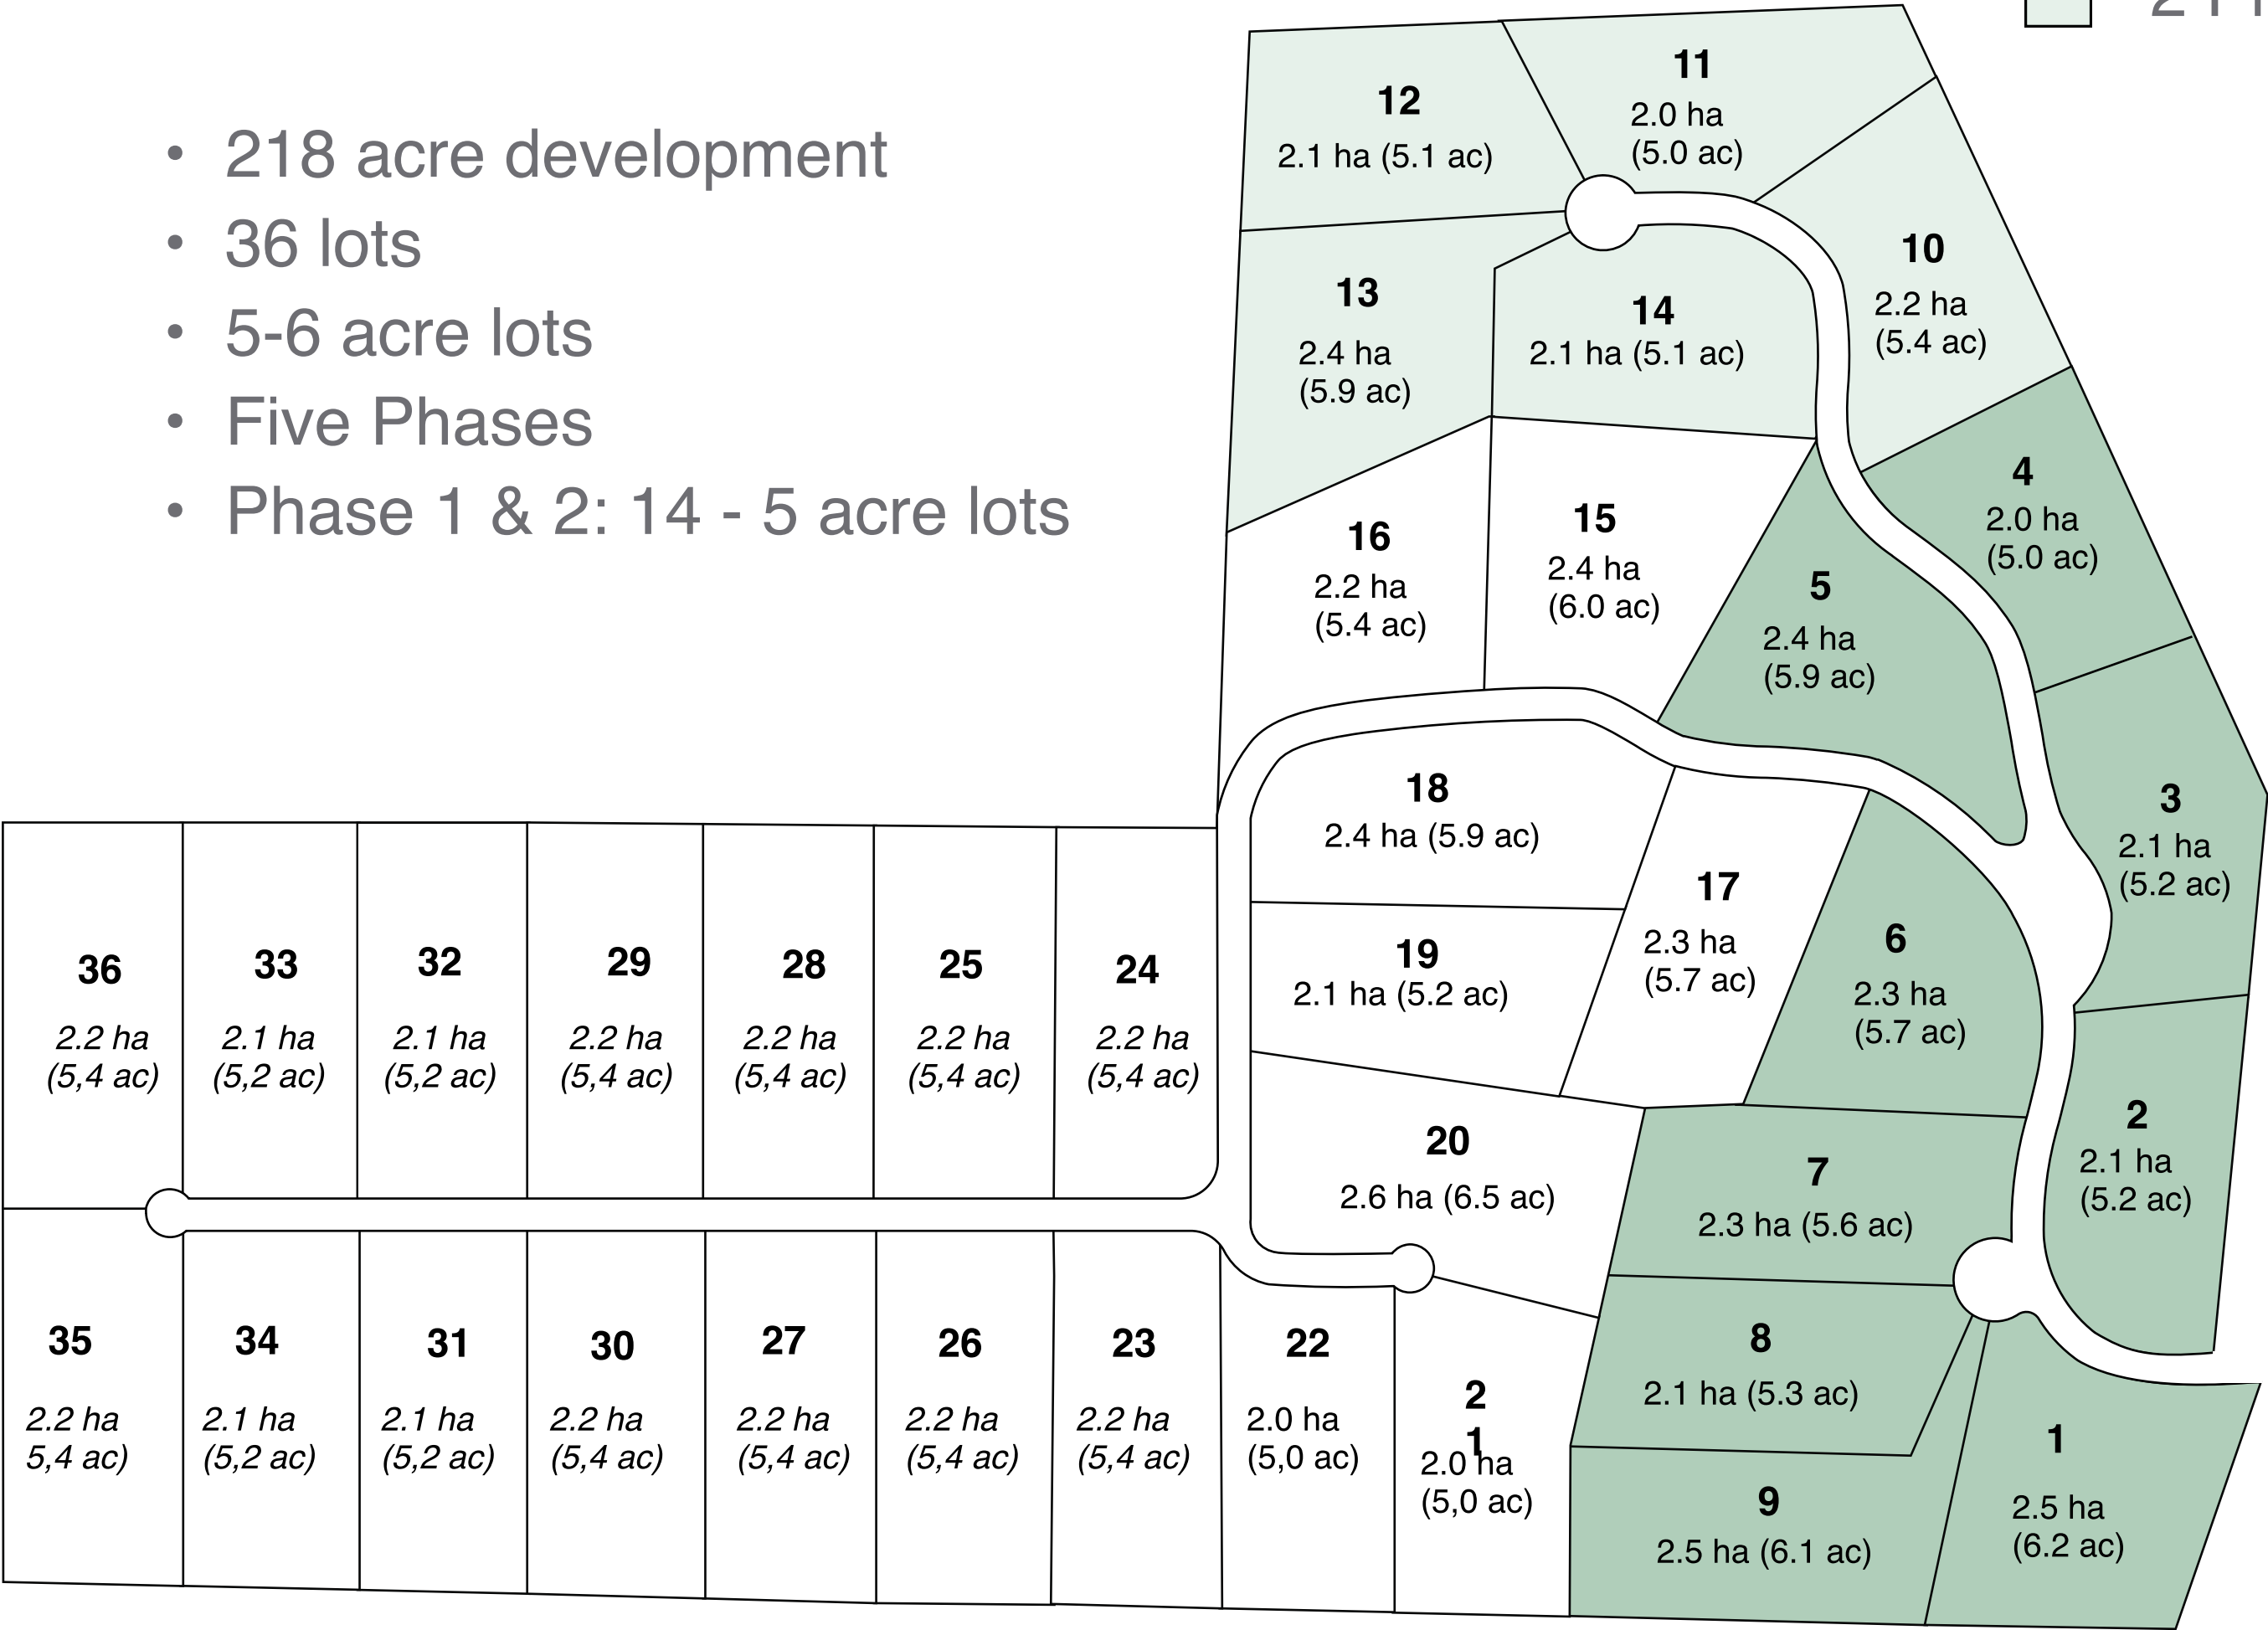 • 218 acre development
• 36 lots
• 5-6 acre lots
• Five Phases
• Phase 1 & 2: 14 - 5 acre lots
12
2.1 ha (5.1 ac)
11
2.0 ha
(5.0 ac)
10
2.2 ha
(5.4 ac)
13
2.4 ha
(5.9 ac)
14
2.1 ha (5.1 ac)
4
2.0 ha
(5.0 ac)
16
2.2 ha
(5.4 ac)
15
2.4 ha
(6.0 ac)
5
2.4 ha
(5.9 ac)
3
2.1 ha
(5.2 ac)
18
2.4 ha (5.9 ac)
17
2.3 ha
(5.7 ac)
6
2.3 ha
(5.7 ac)
19
2.1 ha (5.2 ac)
36
2.2 ha
(5,4 ac)
33
2.1 ha
(5,2 ac)
32
2.1 ha
(5,2 ac)
29
2.2 ha
(5,4 ac)
28
2.2 ha
(5,4 ac)
25
2.2 ha
(5,4 ac)
24
2.2 ha
(5,4 ac)
20
2.6 ha (6.5 ac)
7
2.3 ha (5.6 ac)
2
2.1 ha
(5.2 ac)
35
2.2 ha
5,4 ac)
34
2.1 ha
(5,2 ac)
31
2.1 ha
(5,2 ac)
30
2.2 ha
(5,4 ac)
27
2.2 ha
(5,4 ac)
26
2.2 ha
(5,4 ac)
23
2.2 ha
(5,4 ac)
22
2.0 ha
(5,0 ac)
2
1
2.0 ha
(5,0 ac)
8
2.1 ha (5.3 ac)
9
2.5 ha (6.1 ac)
1
2.5 ha
(6.2 ac)